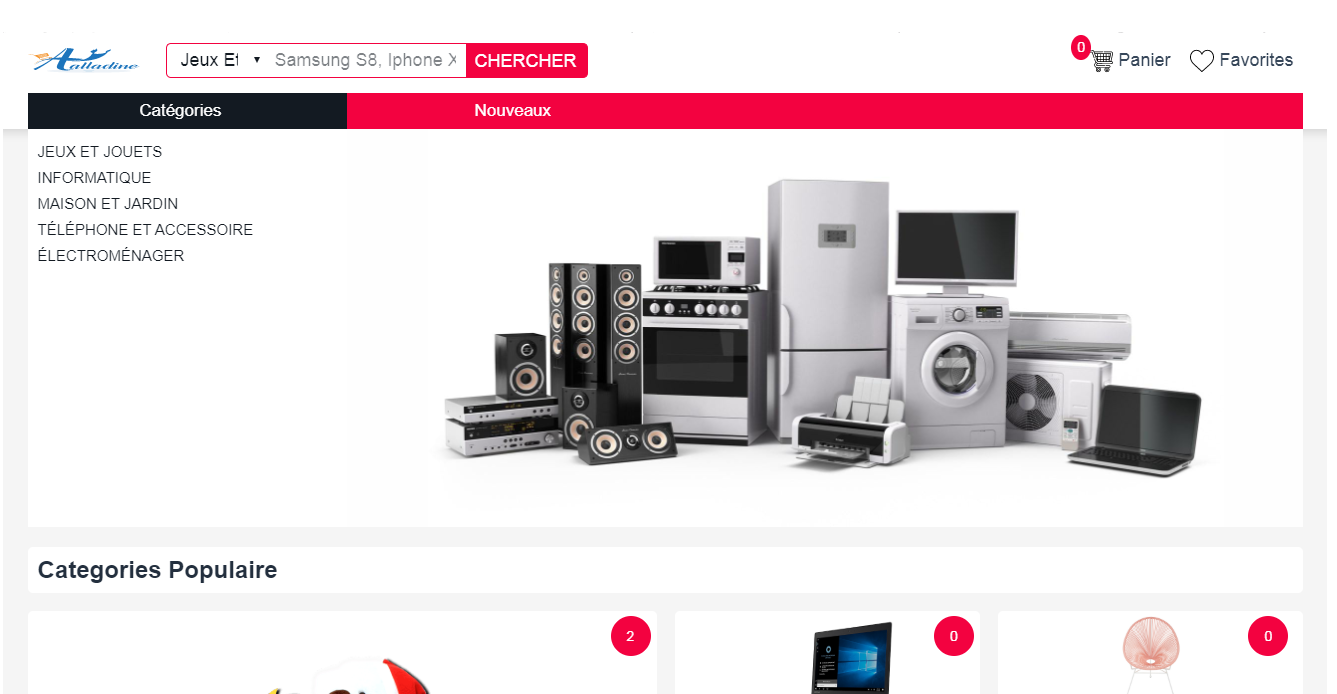 Aalladine
Jeux Et
Samsung S8, Iphone X
CHERCHER
0
Panier
Favorites
Catégories
Nouveaux
JEUX ET JOUETS
INFORMATIQUE
MAISON ET JARDIN
TÉLÉPHONE ET ACCESSOIRE
ÉLECTROMÉNAGER
Categories Populaire
2
0
0